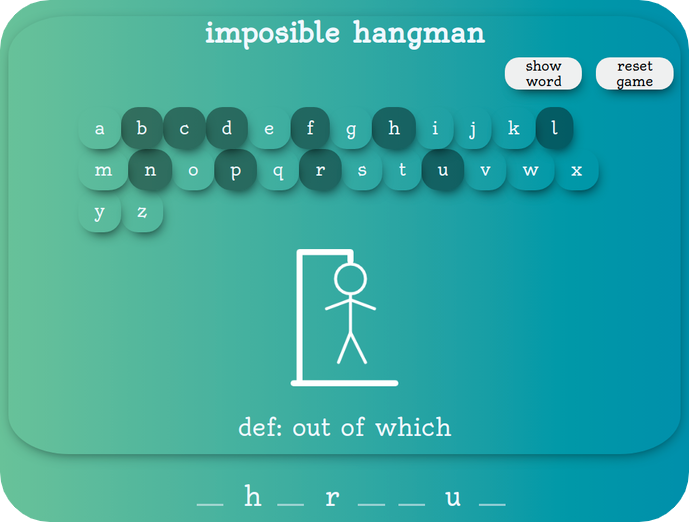 imposible hangman
show
word
reset
game
a b c d e f g h i j k l
m n o p q r s t u v w x
y z
def: out of which
__ h __ r __ __ u __